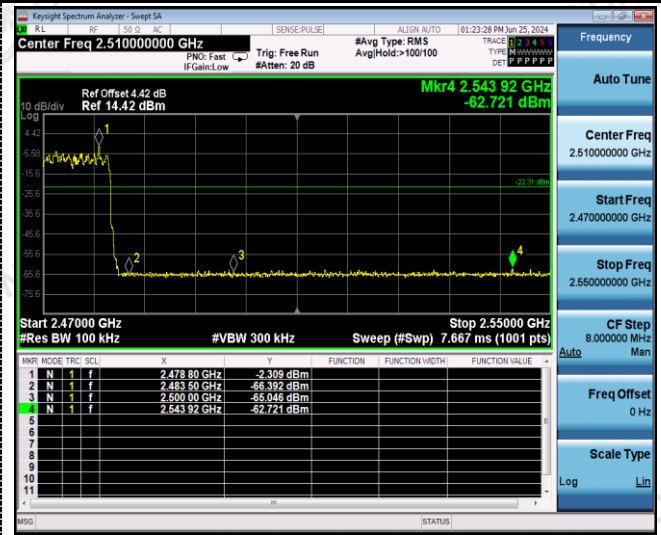 Keysight Spectrum Analyzer - Swept SA
RL RF 50 Ω AC SENSE:PULSE ALIGN AUTO 01:23:28 PM Jun 25, 2024
Center Freq 2.510000000 GHz
PNO: Fast
IFGain:Low
Trig: Free Run
#Atten: 20 dB
#Avg Type: RMS
Avg|Hold:>100/100
TRACE 1 2 3 4 5 6
TYPE M WWWWW
DET P P P P P P
Mkr4 2.543 92 GHz
-62.721 dBm
Ref Offset 4.42 dB
10 dB/div Ref 14.42 dBm
Log
4.42
-5.58
-15.6
-25.6
-35.6
-45.6
-55.6
-65.6
-75.6
1
2
3
4
-22.31 dBm
Start 2.47000 GHz Stop 2.55000 GHz
#Res BW 100 kHz #VBW 300 kHz Sweep (#Swp) 7.667 ms (1001 pts)
MKR MODE TRC SCL X Y FUNCTION FUNCTION WIDTH FUNCTION VALUE
1 N 1 f 2.478 80 GHz -2.309 dBm
2 N 1 f 2.483 50 GHz -66.392 dBm
3 N 1 f 2.500 00 GHz -65.046 dBm
4 N 1 f 2.543 92 GHz -62.721 dBm
5
6
7
8
9
10
11
MSG STATUS
Frequency
Auto Tune
Center Freq
2.510000000 GHz
Start Freq
2.470000000 GHz
Stop Freq
2.550000000 GHz
CF Step
8.000000 MHz
Auto Man
Freq Offset
0 Hz
Scale Type
Log Lin